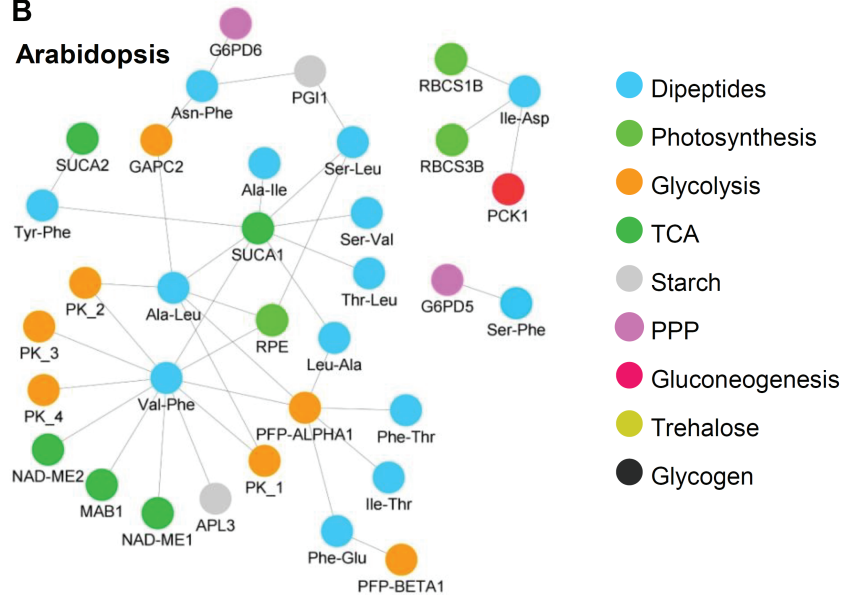 B
Arabidopsis
G6PD6
Asn-Phe
PGI1
RBCS1B
Ile-Asp
SUCA2
GAPC2
Ala-Ile
Ser-Leu
RBCS3B
PCK1
Tyr-Phe
SUCA1
Ser-Val
Thr-Leu
G6PD5
Ser-Phe
PK_2
Ala-Leu
RPE
Leu-Ala
PK_3
PK_4
Val-Phe
PFP-ALPHA1
Phe-Thr
NAD-ME2
MAB1
NAD-ME1
APL3
PK_1
Ile-Thr
Phe-Glu
PFP-BETA1
Dipeptides
Photosynthesis
Glycolysis
TCA
Starch
PPP
Gluconeogenesis
Trehalose
Glycogen